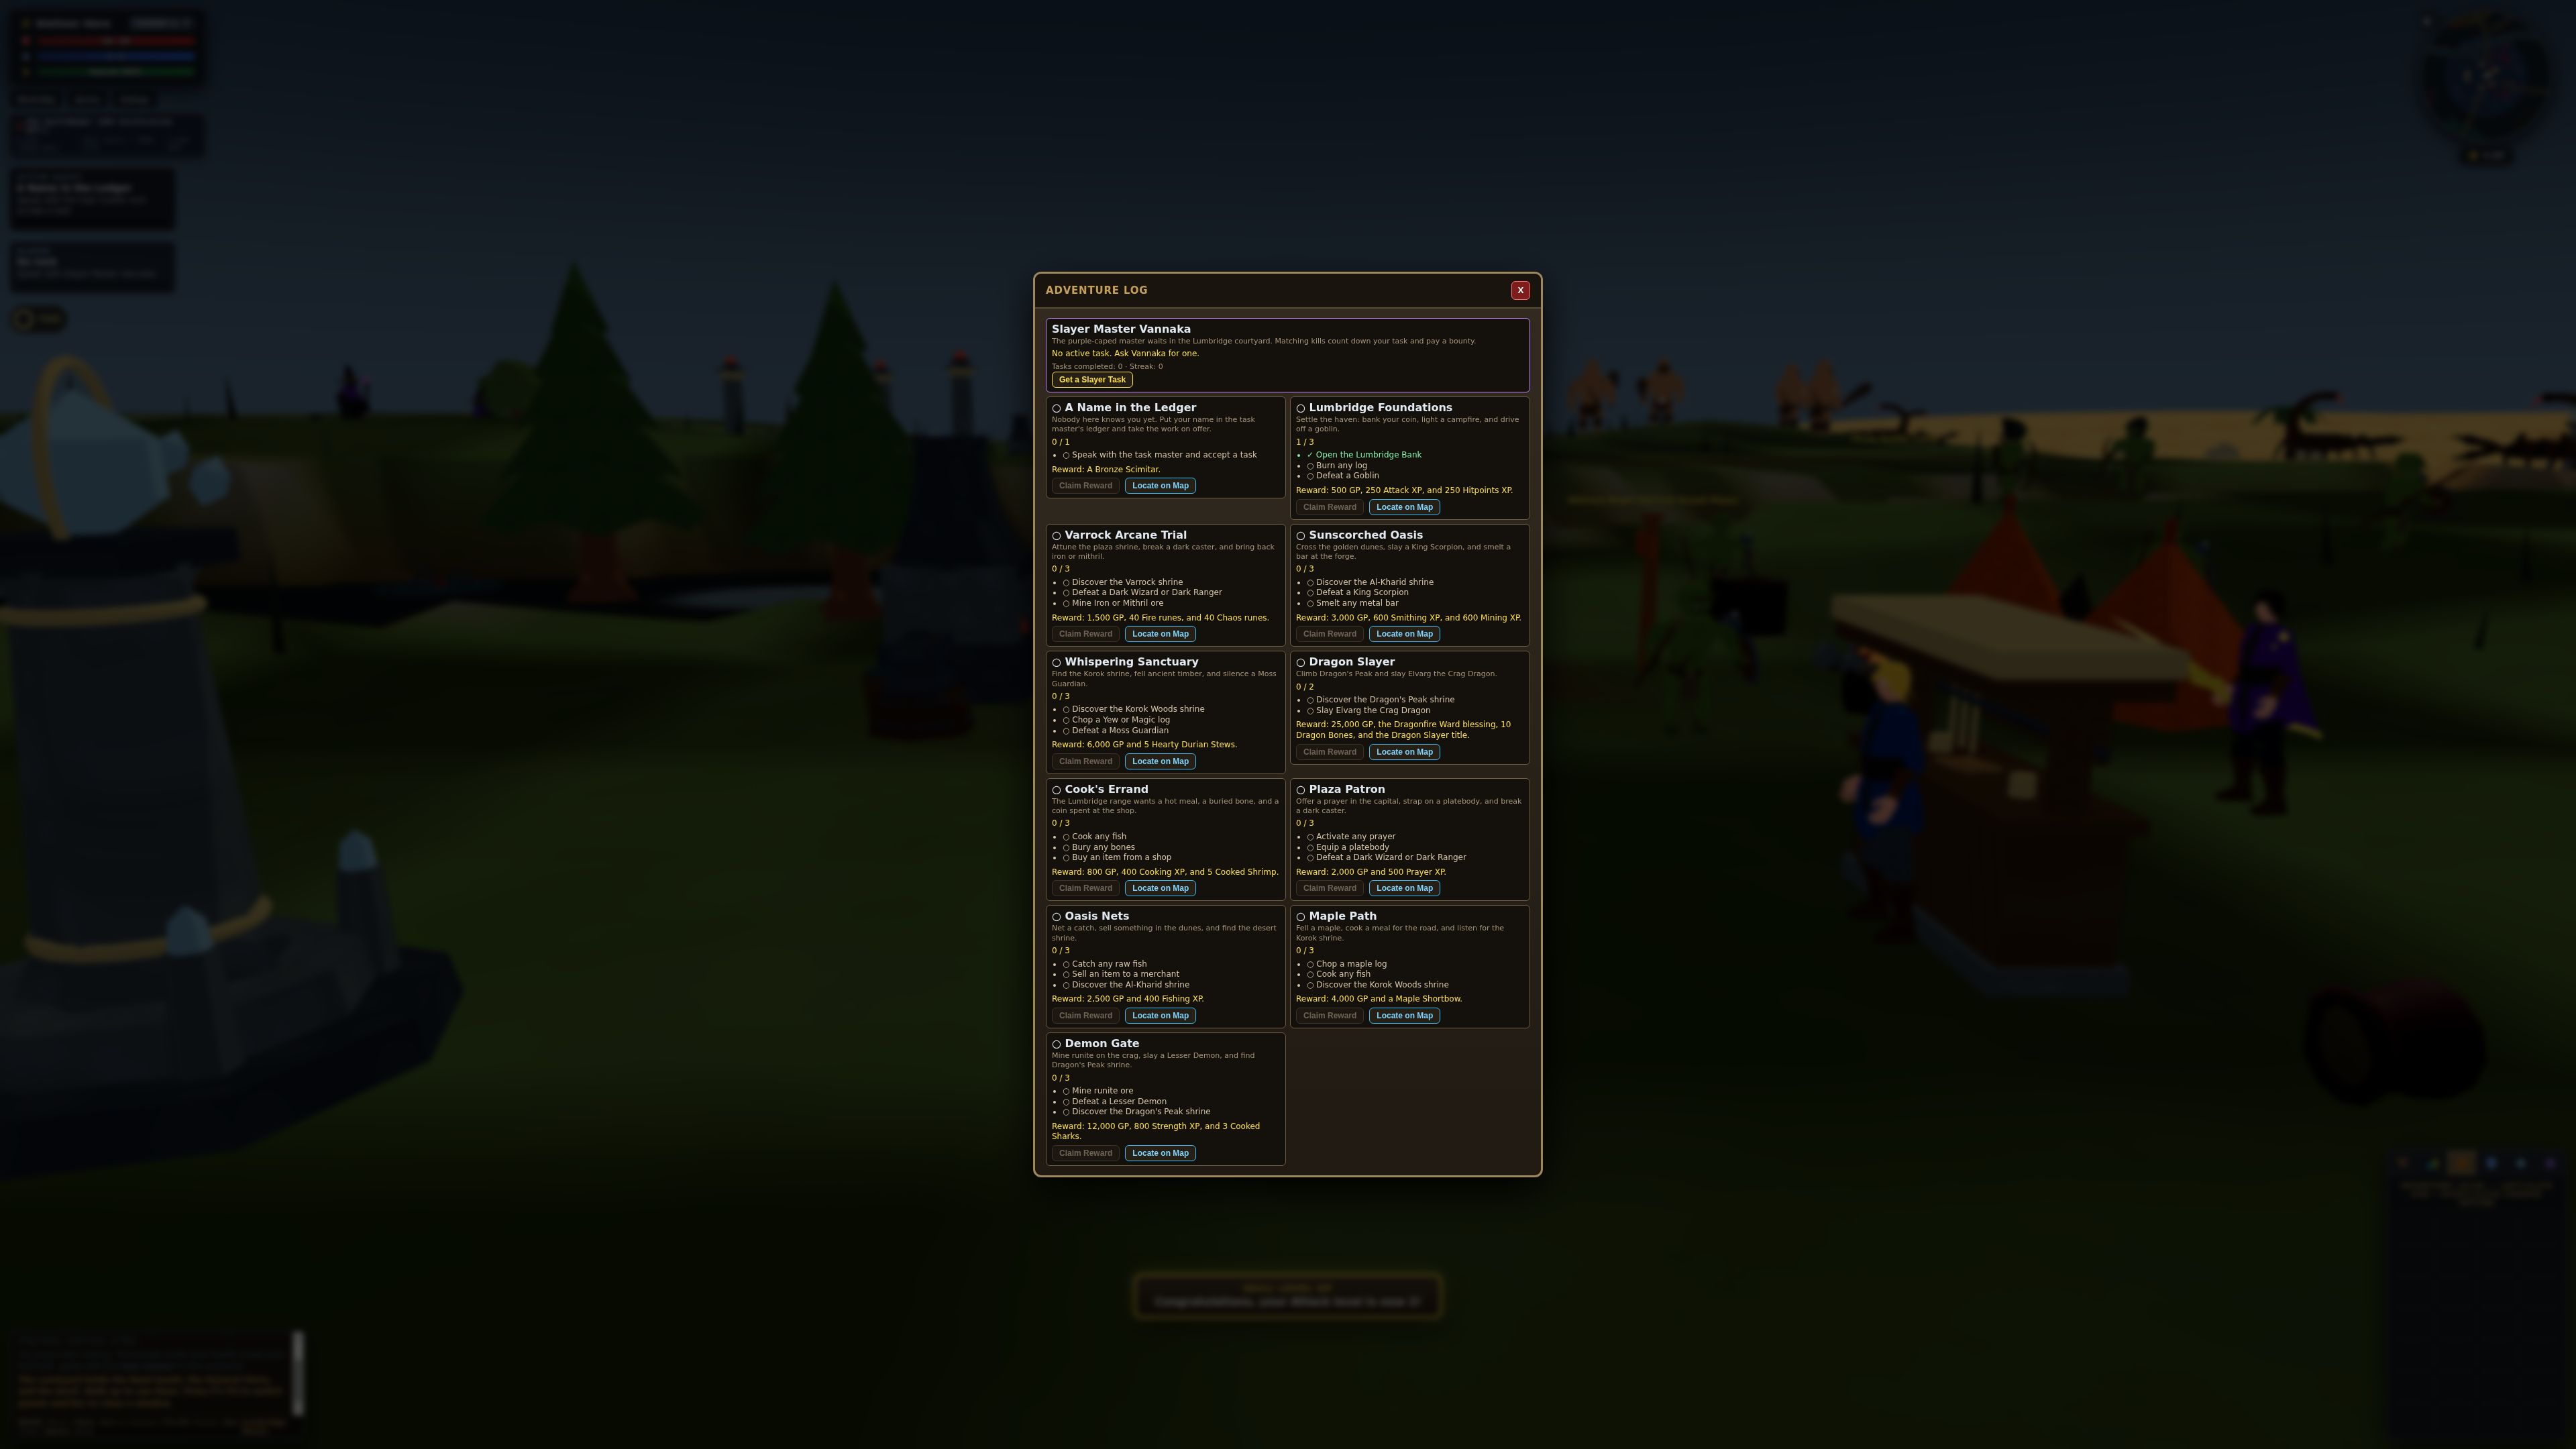 ADVENTURE LOG
X
Slayer Master Vannaka
The purple-caped master waits in the Lumbridge courtyard. Matching kills count down your task and pay a bounty.
No active task. Ask Vannaka for one.
Tasks completed: 0 · Streak: 0
Get a Slayer Task
○ A Name in the Ledger
Nobody here knows you yet. Put your name in the task
master's ledger and take the work on offer.
0 / 1
• ○ Speak with the task master and accept a task
Reward: A Bronze Scimitar.
Claim Reward Locate on Map
○ Lumbridge Foundations
Settle the haven: bank your coin, light a campfire, and drive
off a goblin.
1 / 3
• ✓ Open the Lumbridge Bank
• ○ Burn any log
• ○ Defeat a Goblin
Reward: 500 GP, 250 Attack XP, and 250 Hitpoints XP.
Claim Reward Locate on Map
○ Varrock Arcane Trial
Attune the plaza shrine, break a dark caster, and bring back
iron or mithril.
0 / 3
• ○ Discover the Varrock shrine
• ○ Defeat a Dark Wizard or Dark Ranger
• ○ Mine Iron or Mithril ore
Reward: 1,500 GP, 40 Fire runes, and 40 Chaos runes.
Claim Reward Locate on Map
○ Sunscorched Oasis
Cross the golden dunes, slay a King Scorpion, and smelt a
bar at the forge.
0 / 3
• ○ Discover the Al-Kharid shrine
• ○ Defeat a King Scorpion
• ○ Smelt any metal bar
Reward: 3,000 GP, 600 Smithing XP, and 600 Mining XP.
Claim Reward Locate on Map
○ Whispering Sanctuary
Find the Korok shrine, fell ancient timber, and silence a Moss
Guardian.
0 / 3
• ○ Discover the Korok Woods shrine
• ○ Chop a Yew or Magic log
• ○ Defeat a Moss Guardian
Reward: 6,000 GP and 5 Hearty Durian Stews.
Claim Reward Locate on Map
○ Dragon Slayer
Climb Dragon's Peak and slay Elvarg the Crag Dragon.
0 / 2
• ○ Discover the Dragon's Peak shrine
• ○ Slay Elvarg the Crag Dragon
Reward: 25,000 GP, the Dragonfire Ward blessing, 10
Dragon Bones, and the Dragon Slayer title.
Claim Reward Locate on Map
○ Cook's Errand
The Lumbridge range wants a hot meal, a buried bone, and a
coin spent at the shop.
0 / 3
• ○ Cook any fish
• ○ Bury any bones
• ○ Buy an item from a shop
Reward: 800 GP, 400 Cooking XP, and 5 Cooked Shrimp.
Claim Reward Locate on Map
○ Plaza Patron
Offer a prayer in the capital, strap on a platebody, and break
a dark caster.
0 / 3
• ○ Activate any prayer
• ○ Equip a platebody
• ○ Defeat a Dark Wizard or Dark Ranger
Reward: 2,000 GP and 500 Prayer XP.
Claim Reward Locate on Map
○ Oasis Nets
Net a catch, sell something in the dunes, and find the desert
shrine.
0 / 3
• ○ Catch any raw fish
• ○ Sell an item to a merchant
• ○ Discover the Al-Kharid shrine
Reward: 2,500 GP and 400 Fishing XP.
Claim Reward Locate on Map
○ Maple Path
Fell a maple, cook a meal for the road, and listen for the
Korok shrine.
0 / 3
• ○ Chop a maple log
• ○ Cook any fish
• ○ Discover the Korok Woods shrine
Reward: 4,000 GP and a Maple Shortbow.
Claim Reward Locate on Map
○ Demon Gate
Mine runite on the crag, slay a Lesser Demon, and find
Dragon's Peak shrine.
0 / 3
• ○ Mine runite ore
• ○ Defeat a Lesser Demon
• ○ Discover the Dragon's Peak shrine
Reward: 12,000 GP, 800 Strength XP, and 3 Cooked
Sharks.
Claim Reward Locate on Map